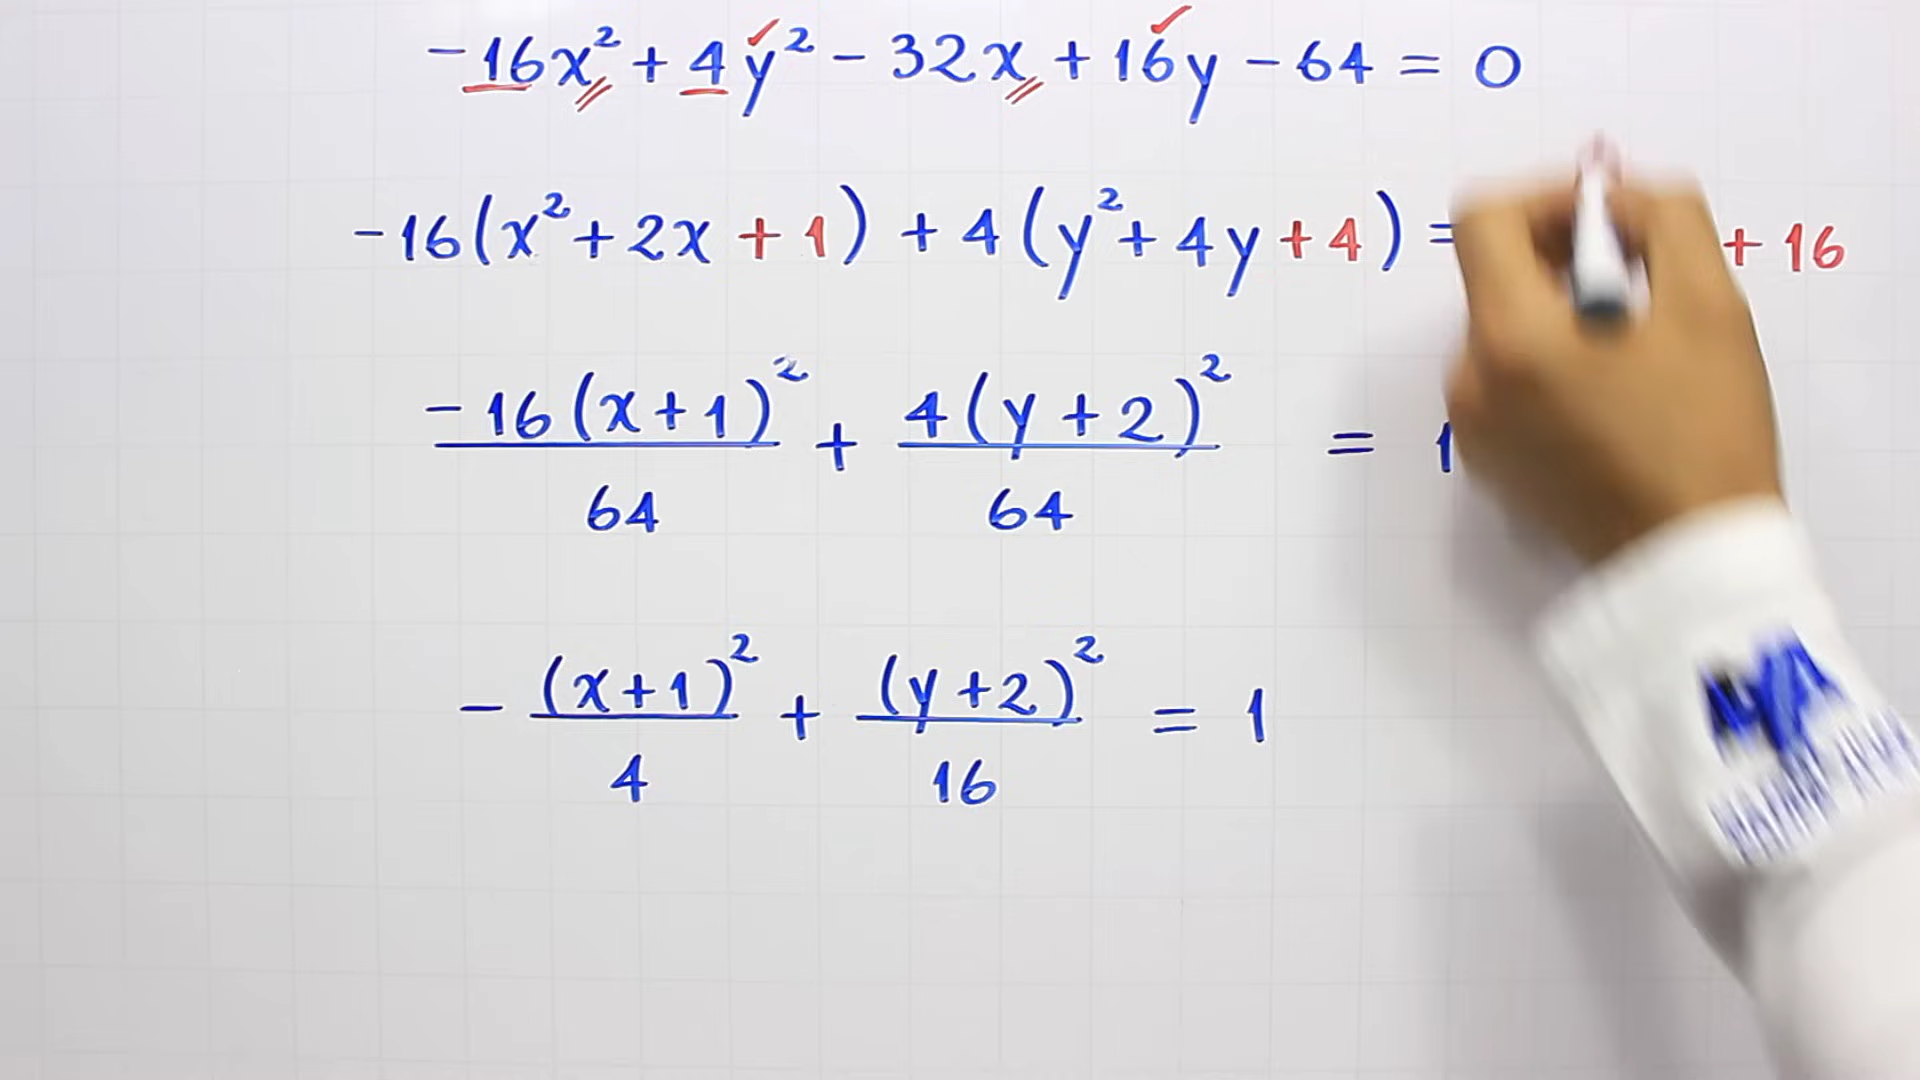 -16x² + 4y² - 32x + 16y - 64 = 0
-16(x² + 2x + 1) + 4(y² + 4y + 4) = + 16
-16(x+1)²/64 + 4(y+2)²/64 = 1
-(x+1)²/4 + (y+2)²/16 = 1